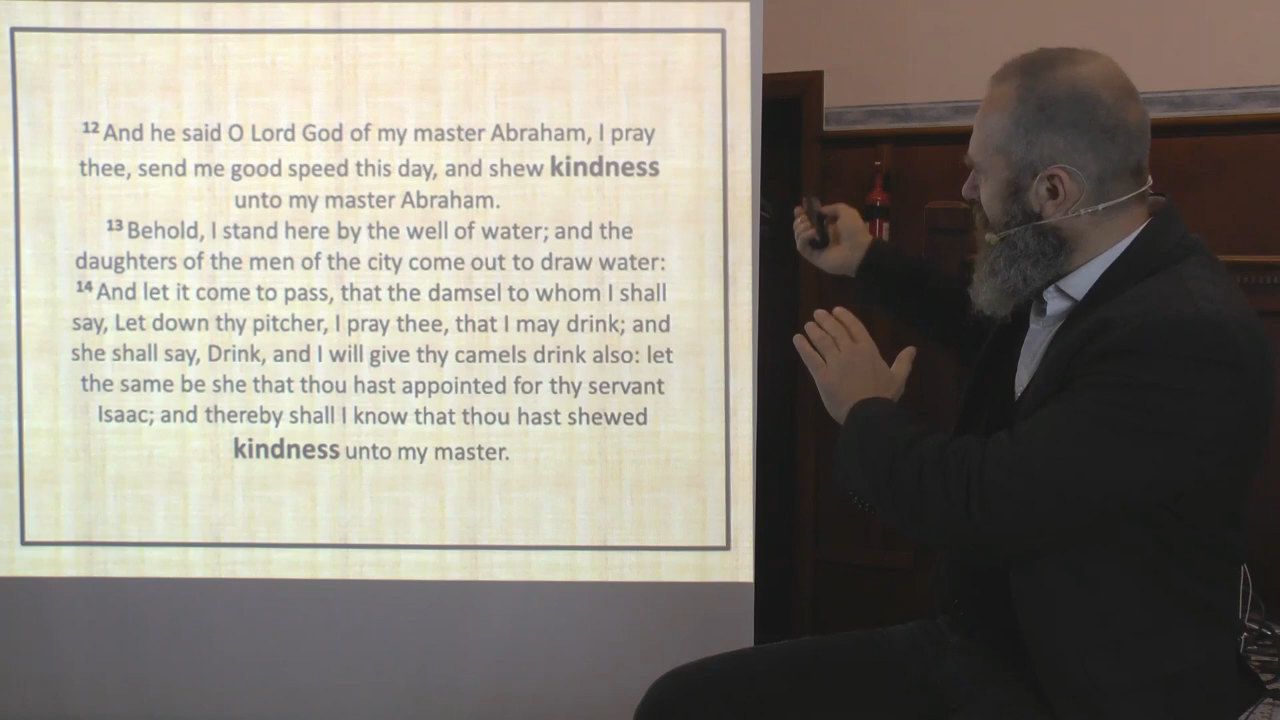 12 And he said O Lord God of my master Abraham, I pray
thee, send me good speed this day, and shew kindness
unto my master Abraham.
13 Behold, I stand here by the well of water; and the
daughters of the men of the city come out to draw water:
14 And let it come to pass, that the damsel to whom I shall
say, Let down thy pitcher, I pray thee, that I may drink; and
she shall say, Drink, and I will give thy camels drink also: let
the same be she that thou hast appointed for thy servant
Isaac; and thereby shall I know that thou hast shewed
kindness unto my master.